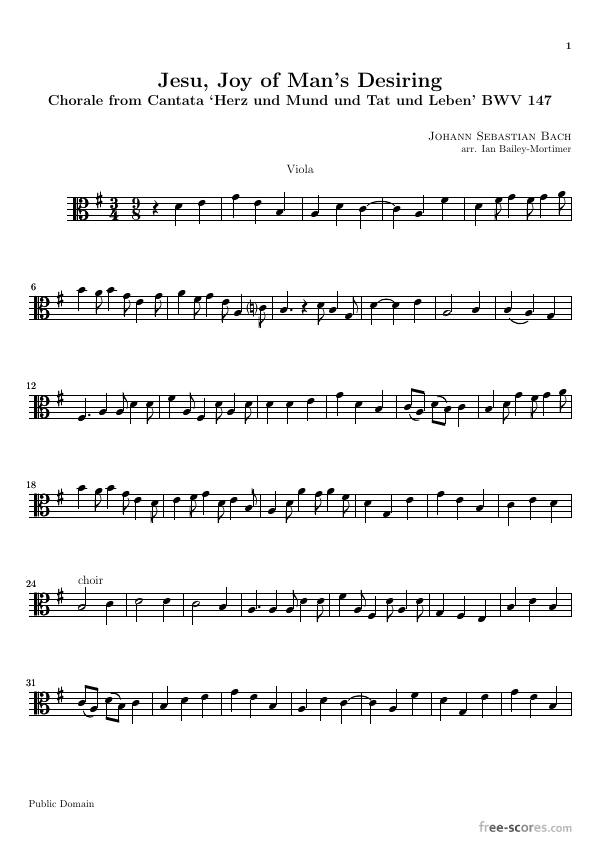 1
Jesu, Joy of Man's Desiring
Chorale from Cantata ‘Herz und Mund und Tat und Leben’ BWV 147
Johann Sebastian Bach
arr. Ian Bailey-Mortimer
Viola
3 9
4 8
6
12
18
24
choir
31
Public Domain
free-scores.com